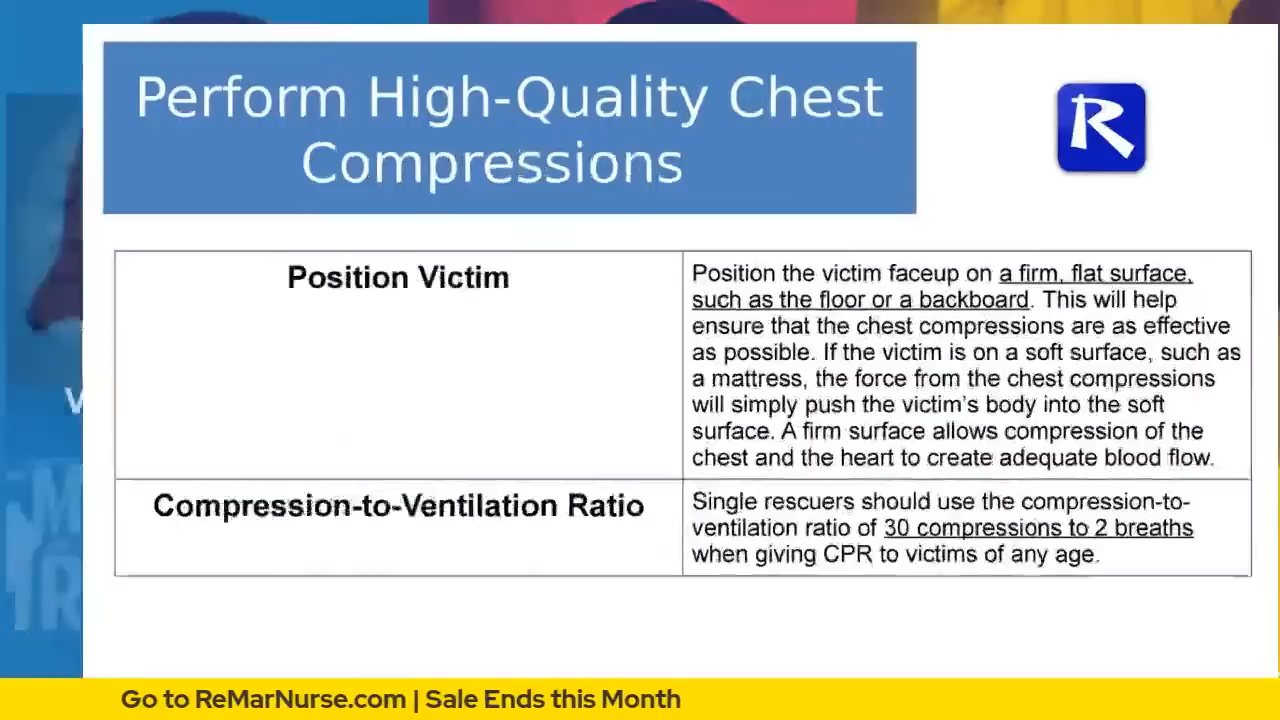 Perform High-Quality Chest
Compressions
R
Position Victim
Position the victim faceup on a firm, flat surface,
such as the floor or a backboard. This will help
ensure that the chest compressions are as effective
as possible. If the victim is on a soft surface, such as
a mattress, the force from the chest compressions
will simply push the victim's body into the soft
surface. A firm surface allows compression of the
chest and the heart to create adequate blood flow.
Compression-to-Ventilation Ratio
Single rescuers should use the compression-to-
ventilation ratio of 30 compressions to 2 breaths
when giving CPR to victims of any age.
Go to ReMarNurse.com | Sale Ends this Month